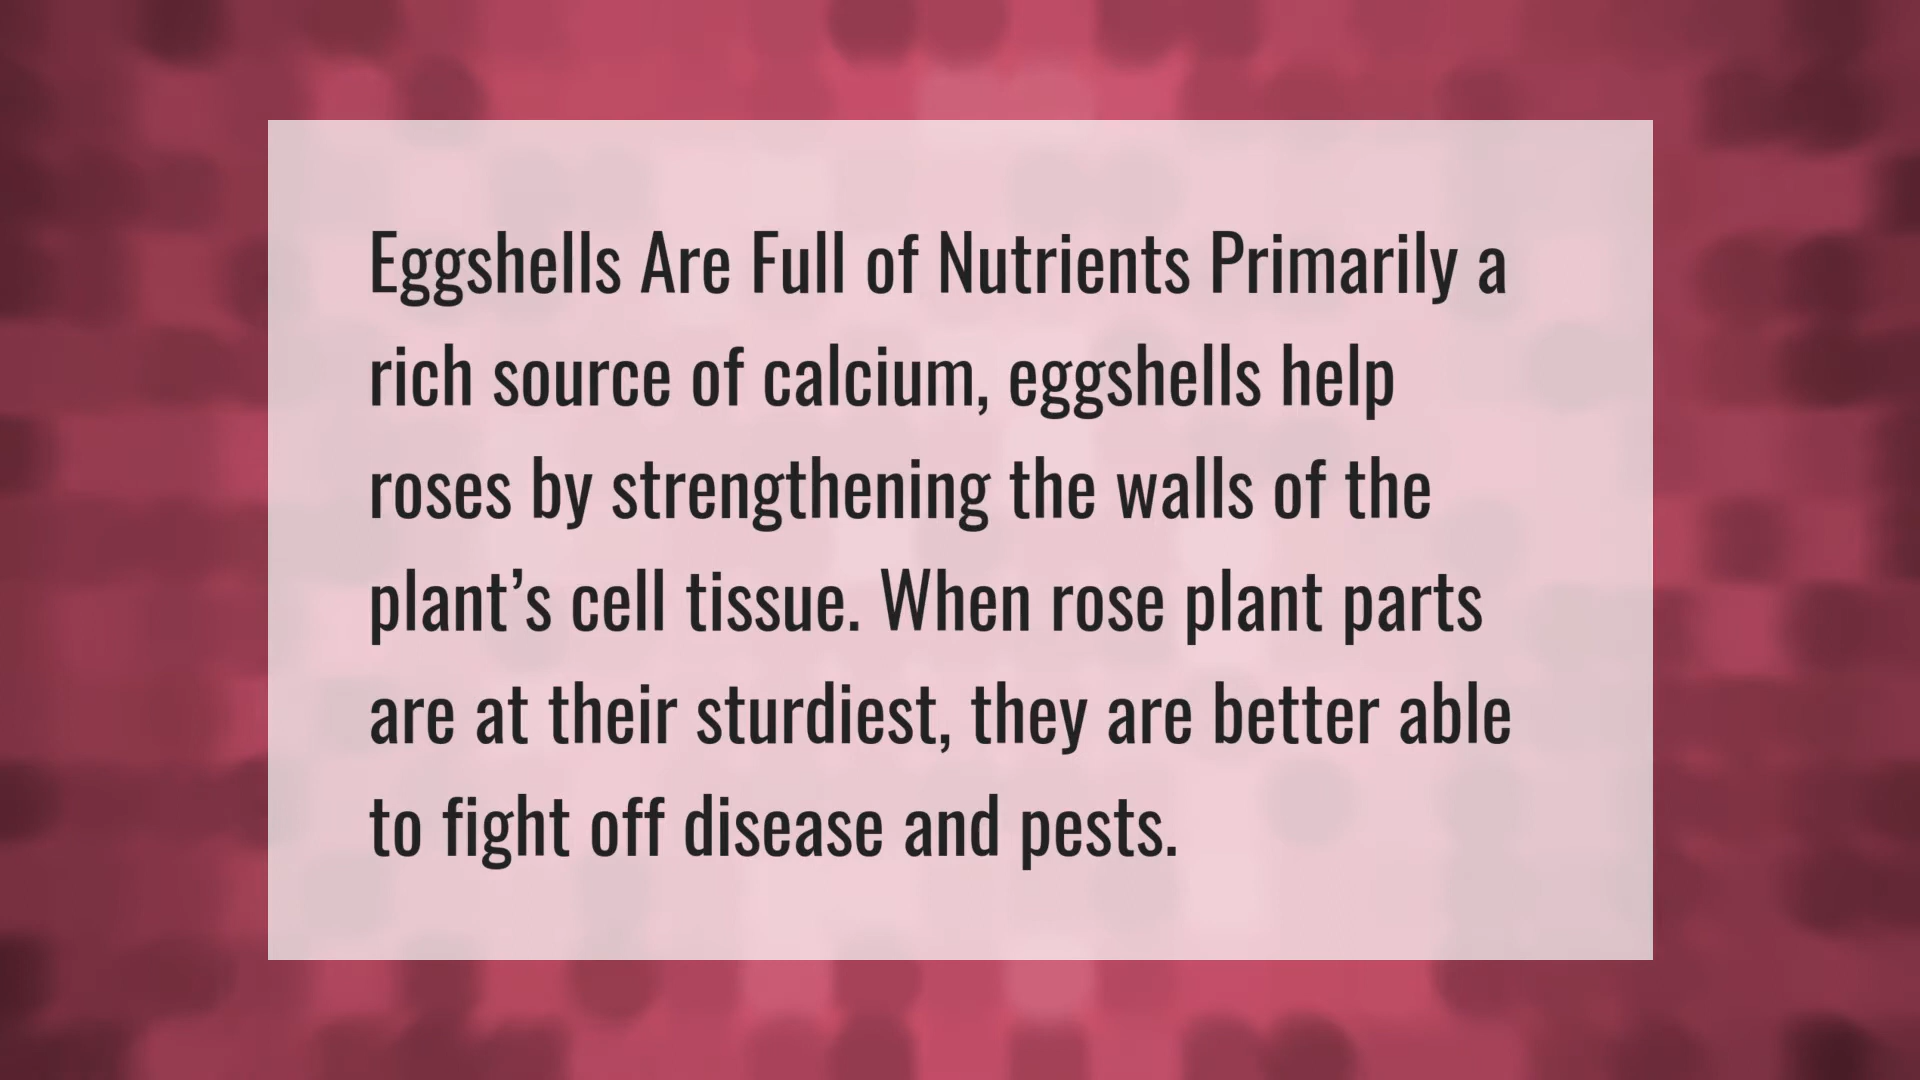 Eggshells Are Full of Nutrients Primarily a
rich source of calcium, eggshells help
roses by strengthening the walls of the
plant’s cell tissue. When rose plant parts
are at their sturdiest, they are better able
to fight off disease and pests.